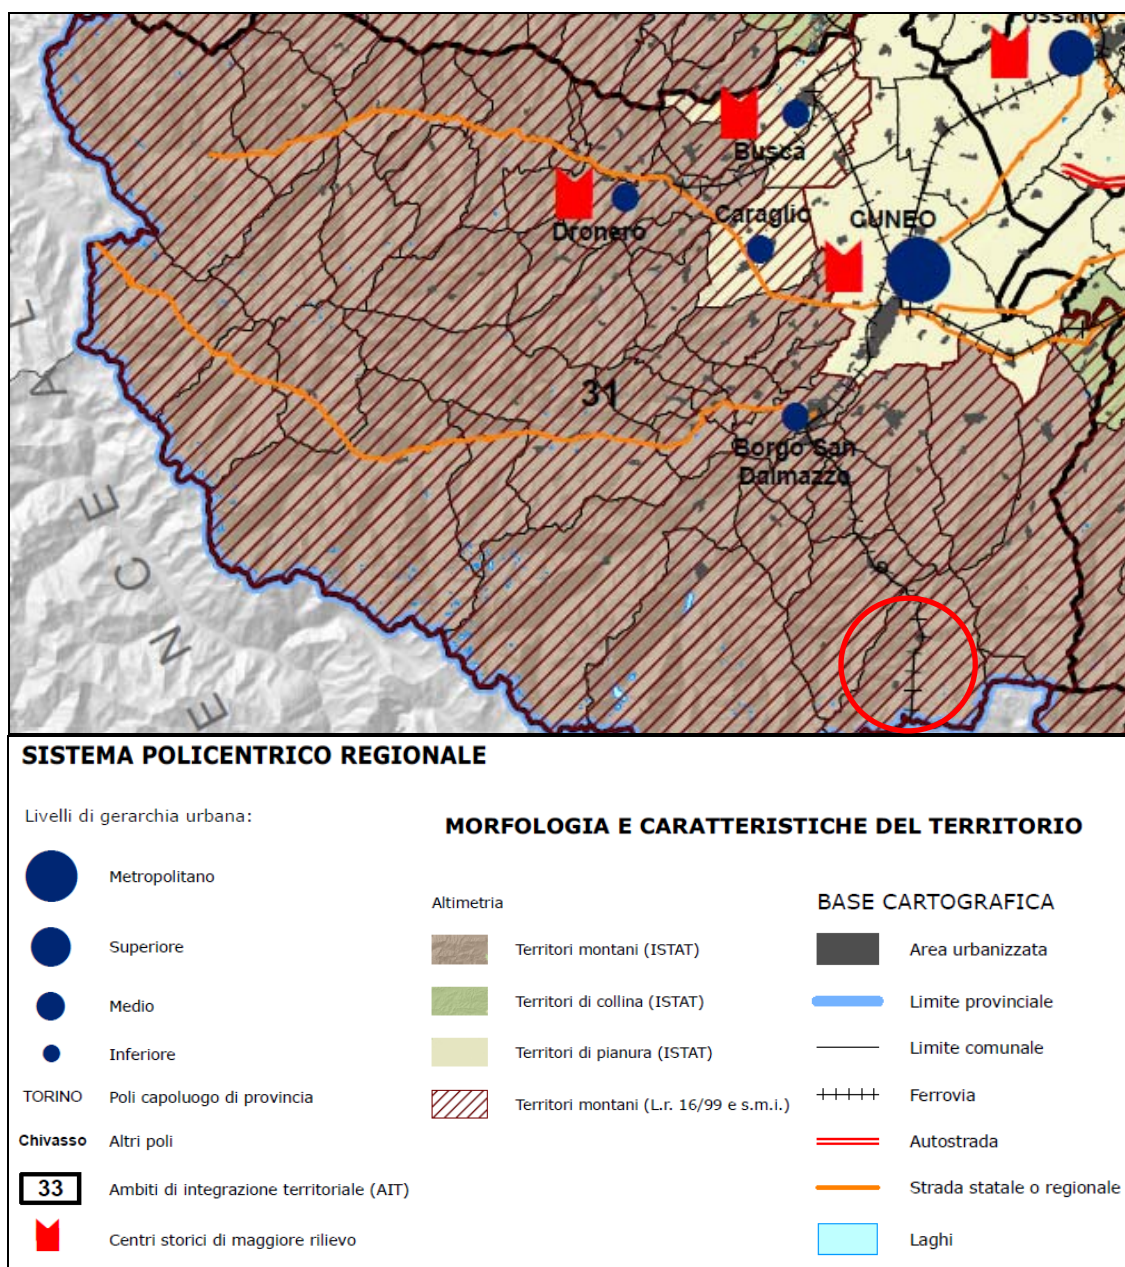 Fossano
Busca
Caraglio
CUNEO
Dronero
31
Borgo San
Dalmazzo
SISTEMA POLICENTRICO REGIONALE
Livelli di gerarchia urbana:
Metropolitano
Superiore
Medio
Inferiore
TORINO Poli capoluogo di provincia
Chivasso Altri poli
33 Ambiti di integrazione territoriale (AIT)
Centri storici di maggiore rilievo
MORFOLOGIA E CARATTERISTICHE DEL TERRITORIO
Altimetria
Territori montani (ISTAT)
Territori di collina (ISTAT)
Territori di pianura (ISTAT)
Territori montani (L.r. 16/99 e s.m.i.)
BASE CARTOGRAFICA
Area urbanizzata
Limite provinciale
Limite comunale
Ferrovia
Autostrada
Strada statale o regionale
Laghi